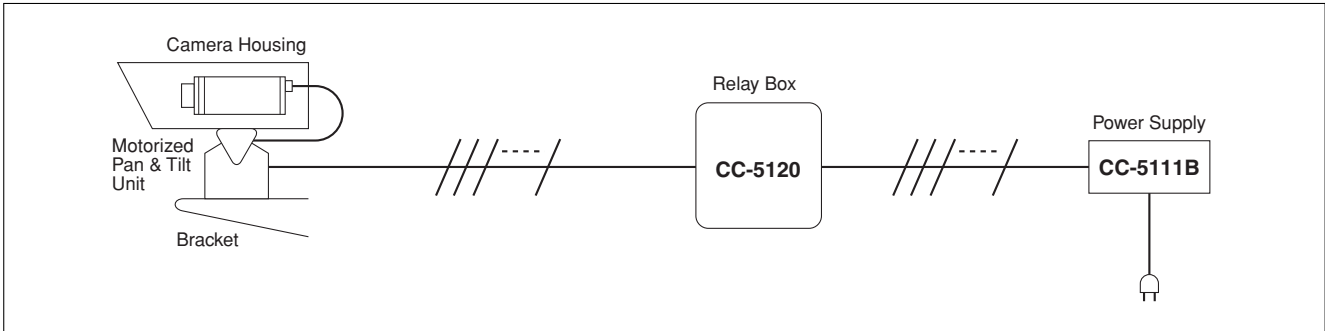 Camera Housing
Motorized
Pan & Tilt
Unit
Bracket
Relay Box
CC-5120
Power Supply
CC-5111B